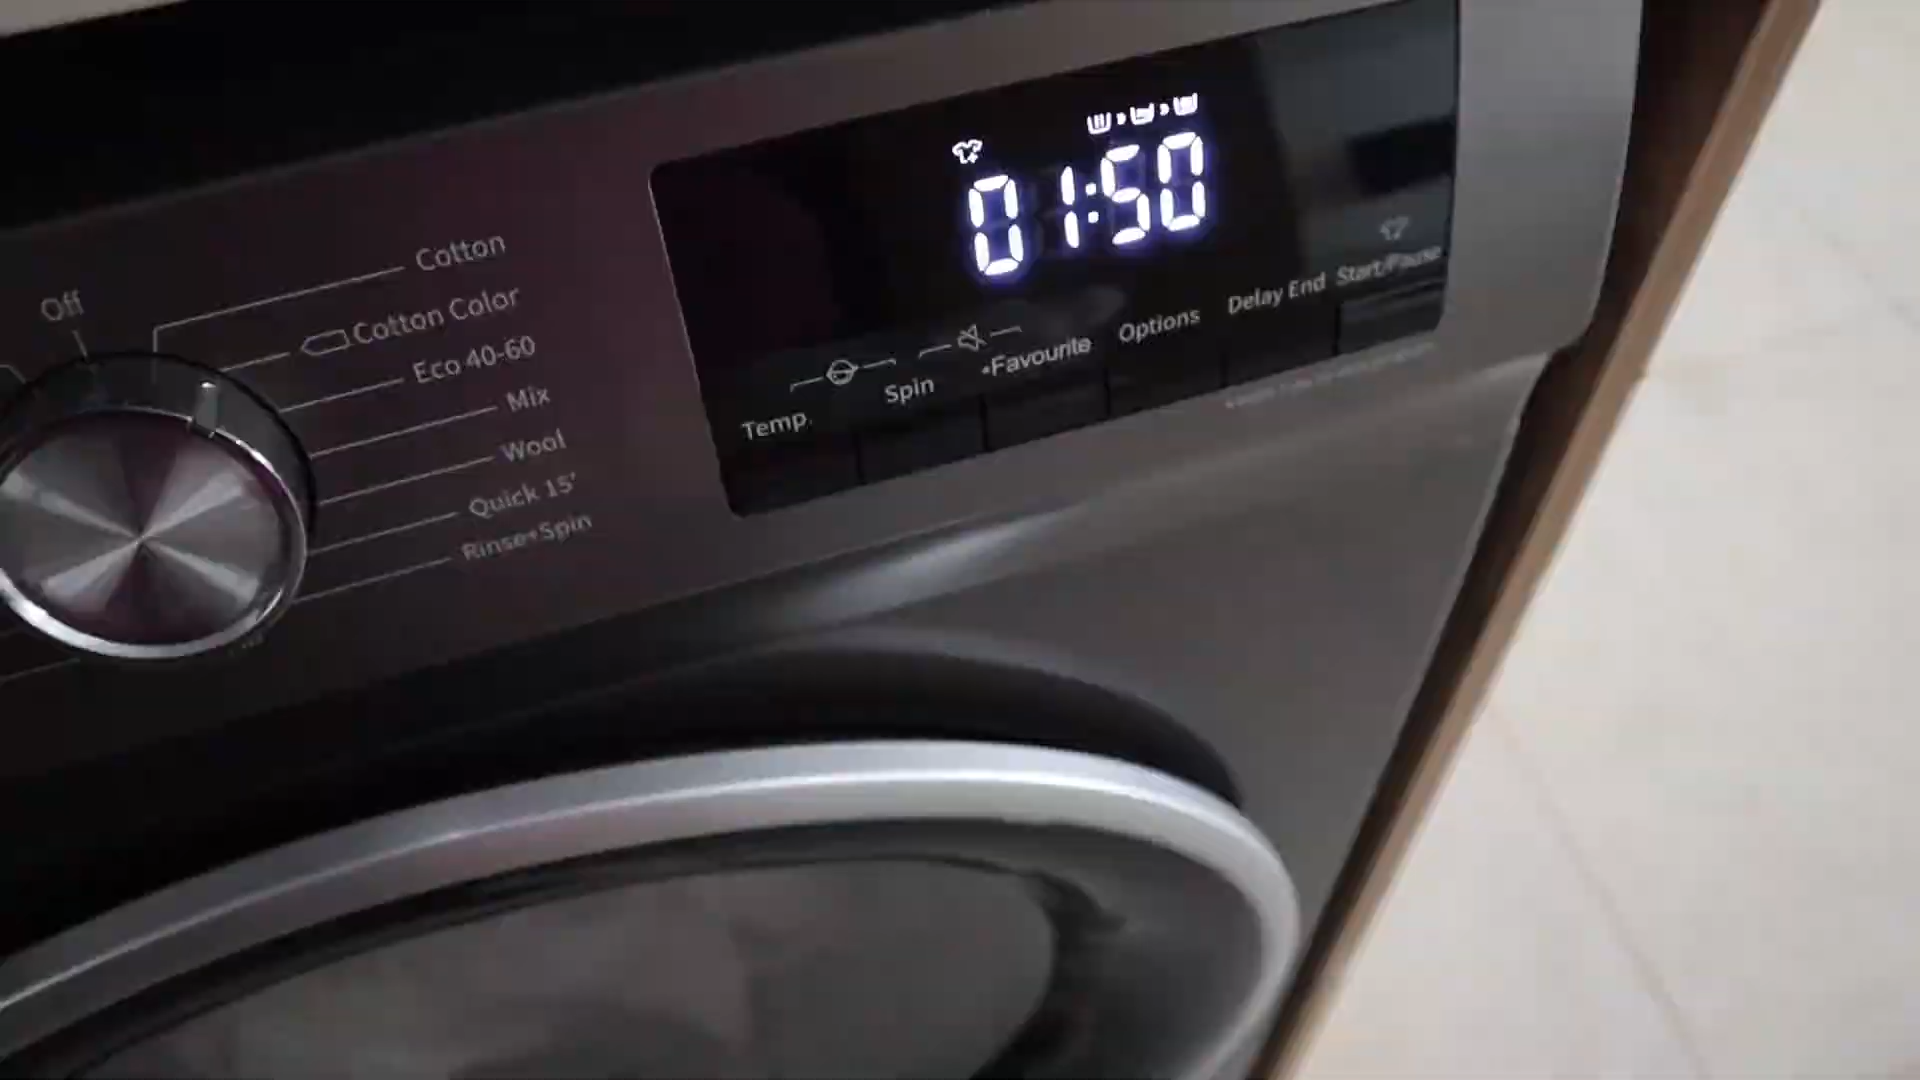 Off
Cotton
Cotton Color
Eco 40-60
Mix
Wool
Quick 15'
Rinse+Spin
01:50
Temp.
Spin
•Favourite
Options
Delay End
Start/Pause